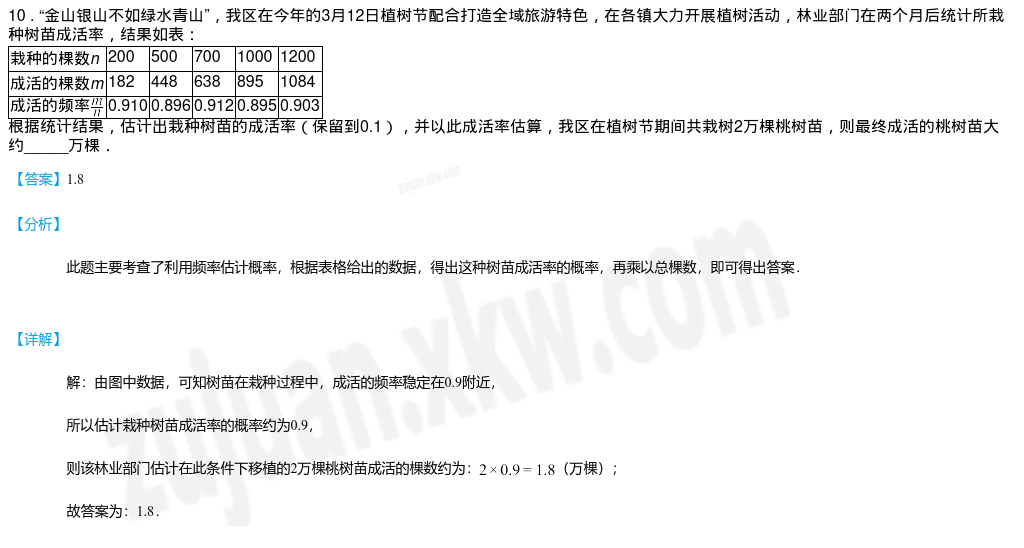 10．“金山银山不如绿水青山”，我区在今年的3月12日植树节配合打造全域旅游特色，在各镇大力开展植树活动，林业部门在两个月后统计所栽
种树苗成活率，结果如表：
栽种的棵数n 200 500 700 1000 1200
成活的棵数m 182 448 638 895 1084
成活的频率m/n 0.910 0.896 0.912 0.895 0.903
根据统计结果，估计出栽种树苗的成活率（保留到0.1），并以此成活率估算，我区在植树节期间共栽树2万棵桃树苗，则最终成活的桃树苗大
约______万棵．
【答案】1.8
zujuan.xkw.com
【分析】
此题主要考查了利用频率估计概率，根据表格给出的数据，得出这种树苗成活率的概率，再乘以总棵数，即可得出答案．
【详解】
解：由图中数据，可知树苗在栽种过程中，成活的频率稳定在0.9附近，
所以估计栽种树苗成活率的概率约为0.9，
则该林业部门估计在此条件下移植的2万棵桃树苗成活的棵数约为：2×0.9=1.8（万棵）；
故答案为：1.8．
zujuan.xkw.com